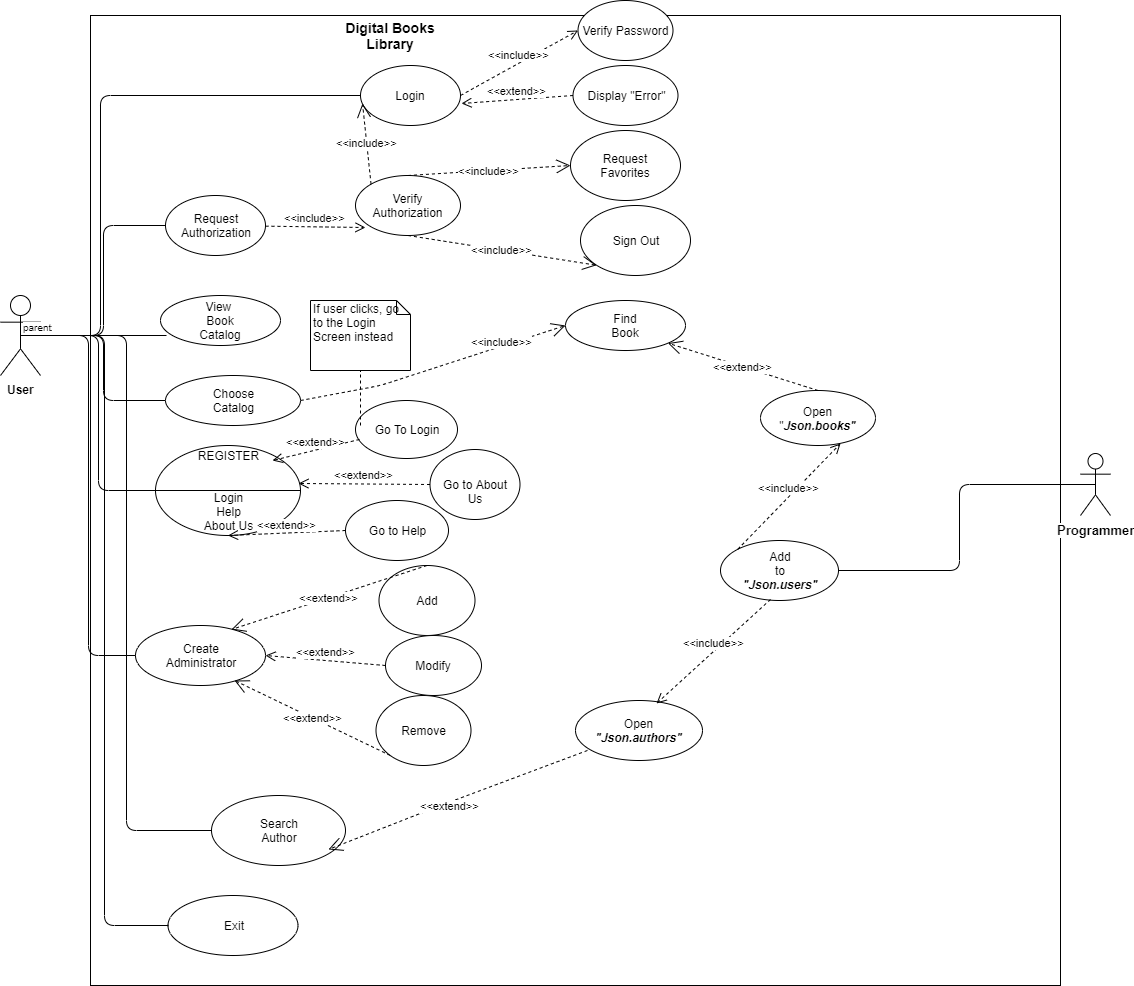 Digital Books
Library
Verify Password
<<include>>
Login
<<extend>>
Display "Error"
<<include>>
Request
Favorites
<<include>>
Verify
Authorization
Request
Authorization
<<include>>
Sign Out
<<include>>
View
Book
Catalog
If user clicks, go
to the Login
Screen instead
Find
Book
parent
User
<<include>>
<<extend>>
Choose
Catalog
Open
"Json.books"
Go To Login
<<extend>>
REGISTER
<<extend>>
Go to About
Us
Login
Help
About Us
<<extend>>
Go to Help
<<include>>
Programmer
Add
to
"Json.users"
<<extend>>
Add
<<include>>
Create
Administrator
<<extend>>
Modify
<<extend>>
Remove
Open
"Json.authors"
<<extend>>
Search
Author
Exit